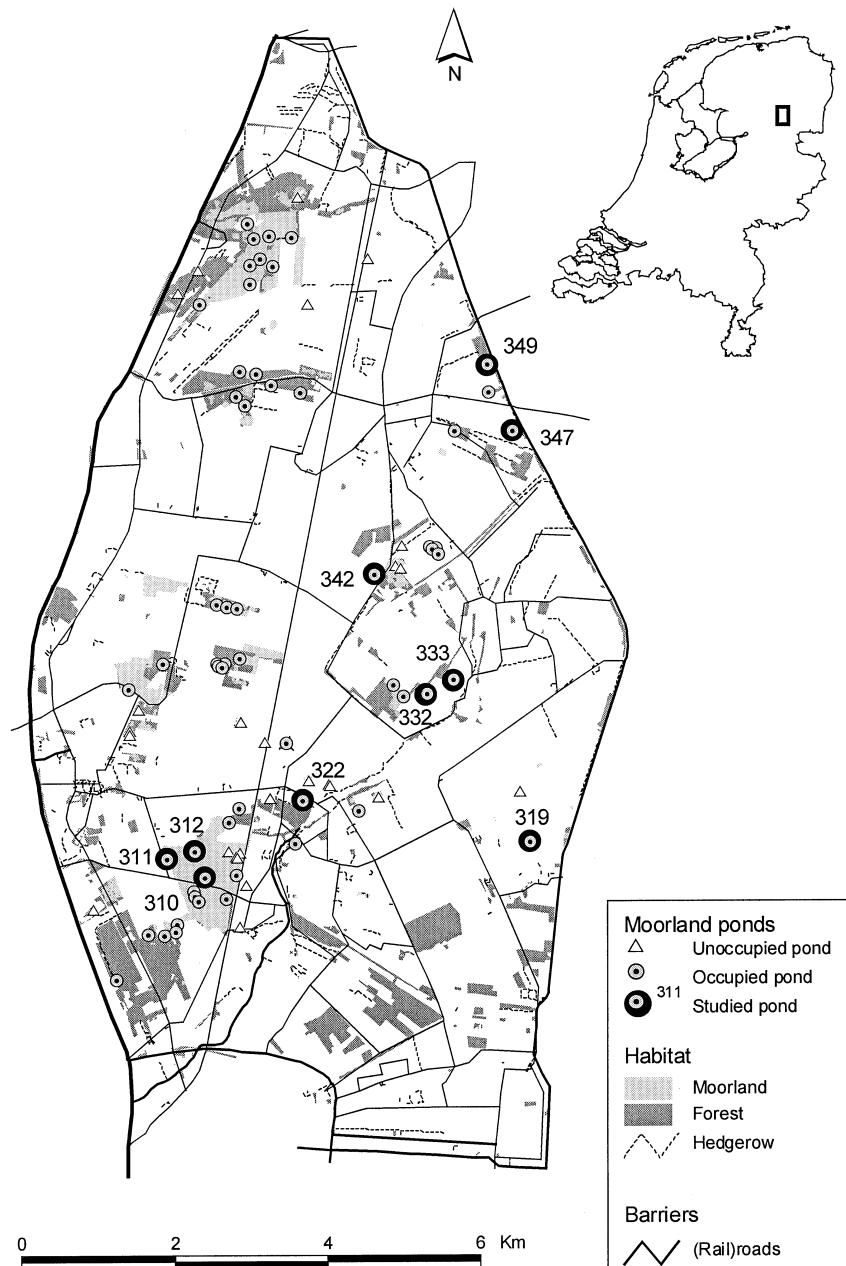 N
349
347
342
333
332
322
312
319
311
310
Moorland ponds
Unoccupied pond
Occupied pond
311
Studied pond
Habitat
Moorland
Forest
Hedgerow
Barriers
(Rail)roads
0 2 4 6 Km